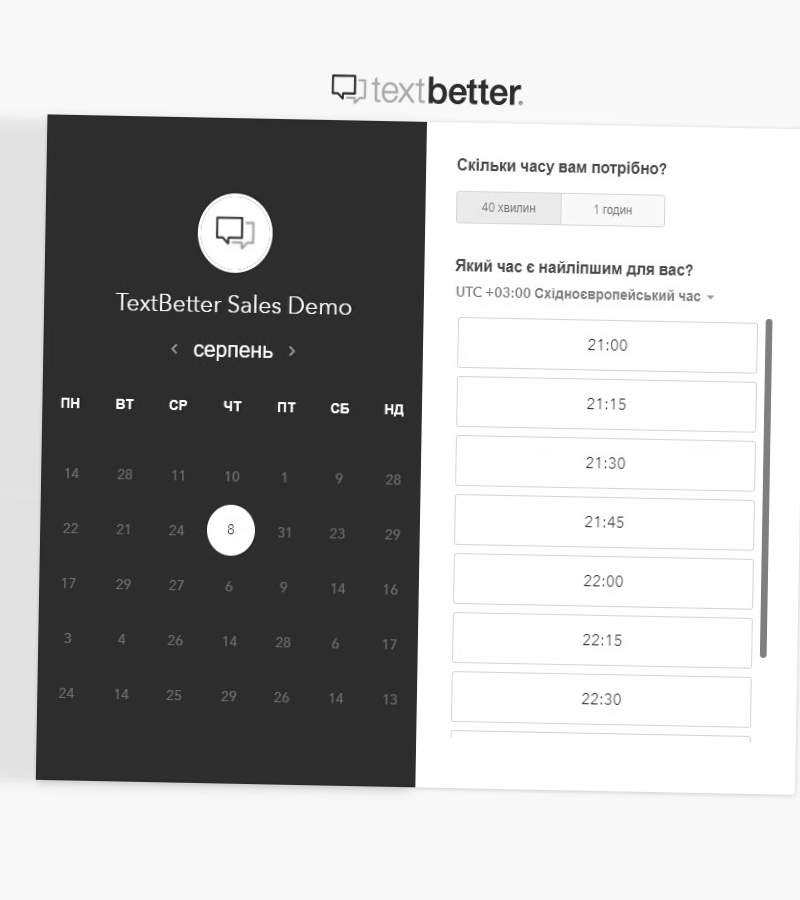 textbetter.
TextBetter Sales Demo
серпень
ПН ВТ СР ЧТ ПТ СБ НД
14 28 11 10 1 9 28
22 21 24 8 31 23 29
17 29 27 6 9 14 16
3 4 26 14 28 6 17
24 14 25 29 26 14 13
Скільки часу вам потрібно?
40 хвилин 1 годин
Який час є найліпшим для вас?
UTC +03:00 Східноєвропейський час
21:00
21:15
21:30
21:45
22:00
22:15
22:30